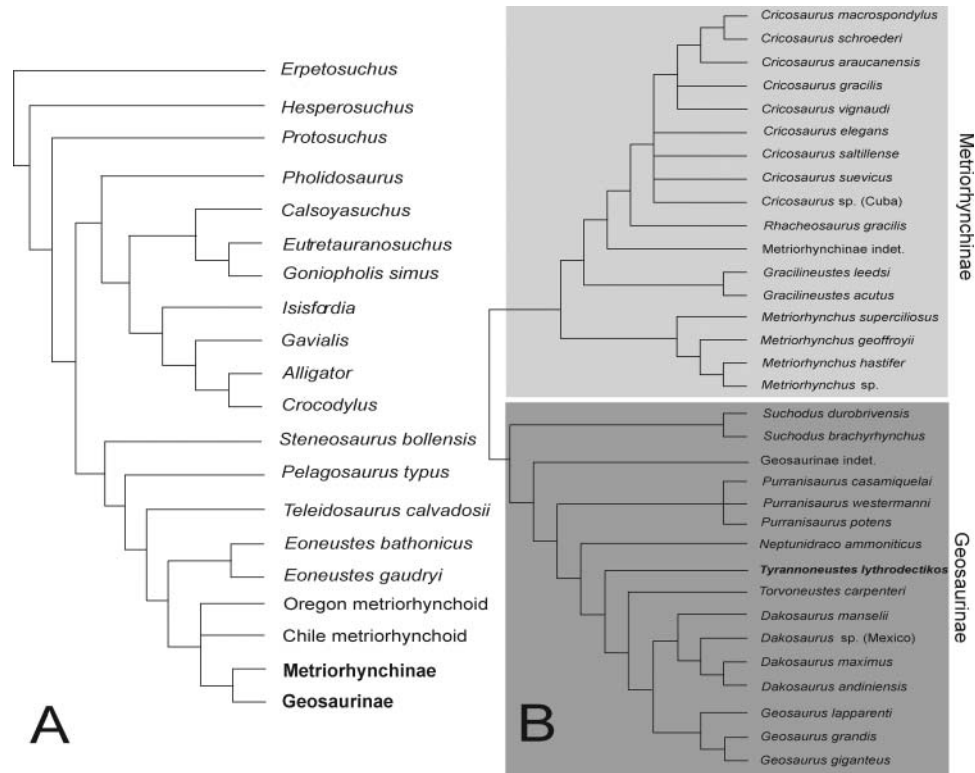 Erpetosuchus
Hesperosuchus
Protosuchus
Pholidosaurus
Calsoyasuchus
Eutretauranosuchus
Goniopholis simus
Isisfordia
Gavialis
Alligator
Crocodylus
Steneosaurus bollensis
Pelagosaurus typus
Teleidosaurus calvadosii
Eoneustes bathonicus
Eoneustes gaudryi
Oregon metriorhynchoid
Chile metriorhynchoid
Metriorhynchinae
Geosaurinae
A
Cricosaurus macrospondylus
Cricosaurus schroederi
Cricosaurus araucanensis
Cricosaurus gracilis
Cricosaurus vignaudi
Cricosaurus elegans
Cricosaurus saltillense
Cricosaurus suevicus
Cricosaurus sp. (Cuba)
Rhacheosaurus gracilis
Metriorhynchinae indet.
Gracilineustes leedsi
Gracilineustes acutus
Metriorhynchus superciliosus
Metriorhynchus geoffroyii
Metriorhynchus hastifer
Metriorhynchus sp.
Metriorhynchinae
Suchodus durobrivensis
Suchodus brachyrhynchus
Geosaurinae indet.
Purranisaurus casamiquelai
Purranisaurus westermanni
Purranisaurus potens
Neptunidraco ammoniticus
Tyrannoneustes lythrodectikos
Torvoneustes carpenteri
Dakosaurus manselii
Dakosaurus sp. (Mexico)
Dakosaurus maximus
Dakosaurus andiniensis
Geosaurus lapparenti
Geosaurus grandis
Geosaurus giganteus
Geosaurinae
B